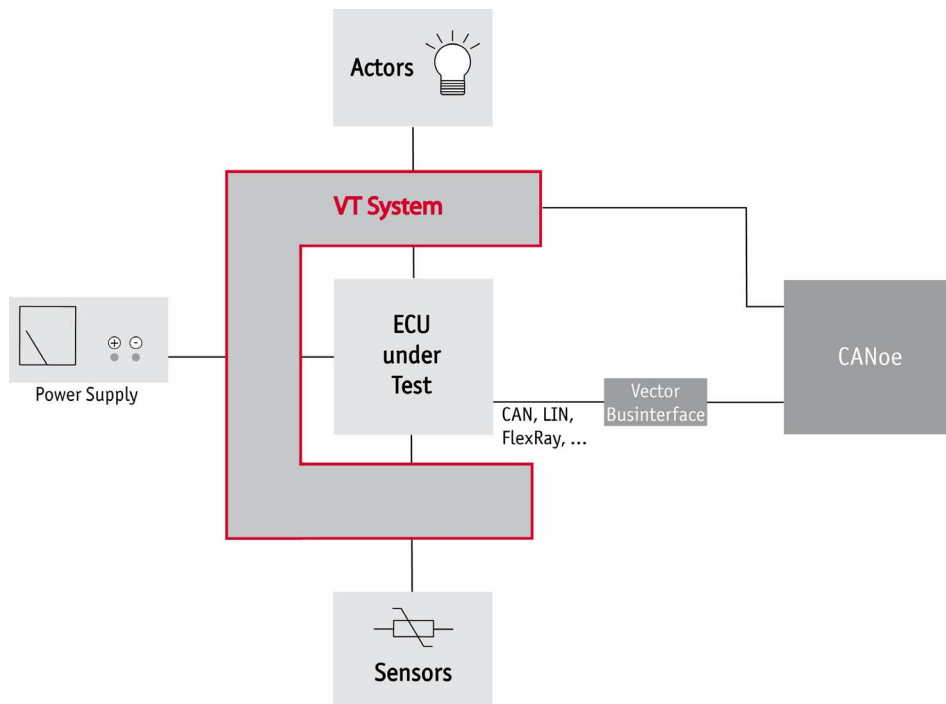 Actors
VT System
ECU
under
Test
CANoe
Power Supply
Vector
Businterface
CAN, LIN,
FlexRay, ...
Sensors